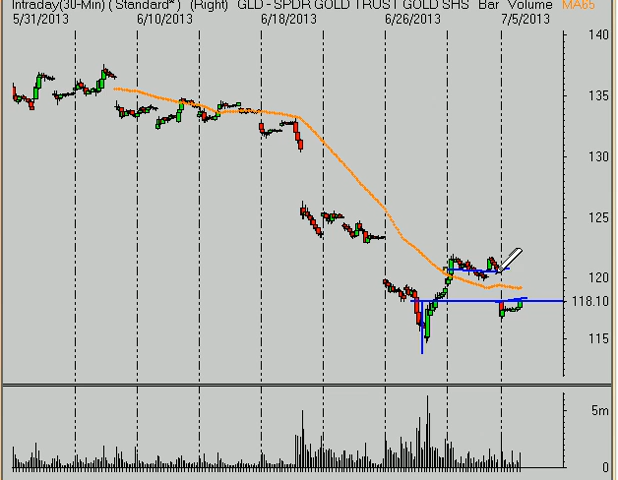 Intraday(30-Min) ( Standard* ) (Right) GLD - SPDR GOLD TRUST GOLD SHS Bar Volume MA65
5/31/2013 6/10/2013 6/18/2013 6/26/2013 7/5/2013
140
135
130
125
120
118.10
115
5m
0